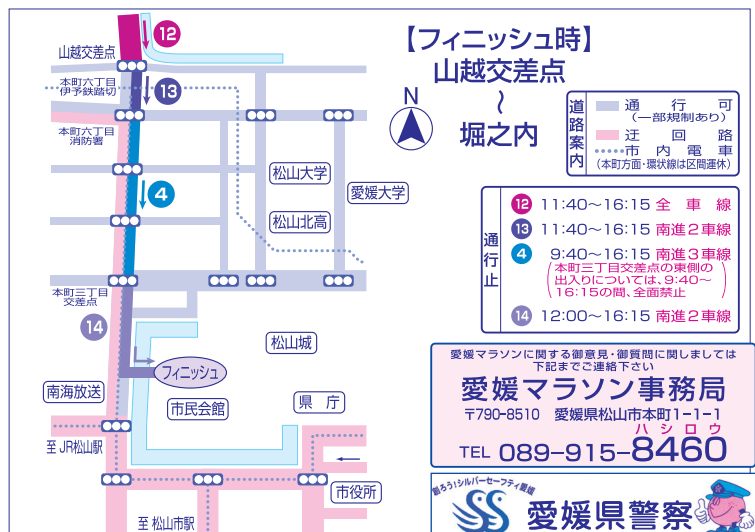 【フィニッシュ時】
山越交差点
～
堀之内
N
道路案内
通行可
(一部規制あり)
迂回路
市内電車
(本町方面・環状線は区間運休)
通行止
12 11:40～16:15 全車線
13 11:40～16:15 南進2車線
4 9:40～16:15 南進3車線
(本町三丁目交差点の東側の
出入りについては、9:40～
16:15の間、全面禁止)
14 12:00～16:15 南進2車線
愛媛マラソンに関する御意見・御質問に関しましては
下記までご連絡下さい
愛媛マラソン事務局
〒790-8510 愛媛県松山市本町1-1-1
ハシロウ
TEL 089-915-8460
創ろう!シルバーセーフティ愛媛
愛媛県警察
12
山越交差点
本町六丁目
伊予鉄踏切
13
本町六丁目
消防署
松山大学
愛媛大学
4
松山北高
本町三丁目
交差点
14
松山城
フィニッシュ
南海放送
市民会館
県庁
至 JR松山駅
市役所
至 松山市駅